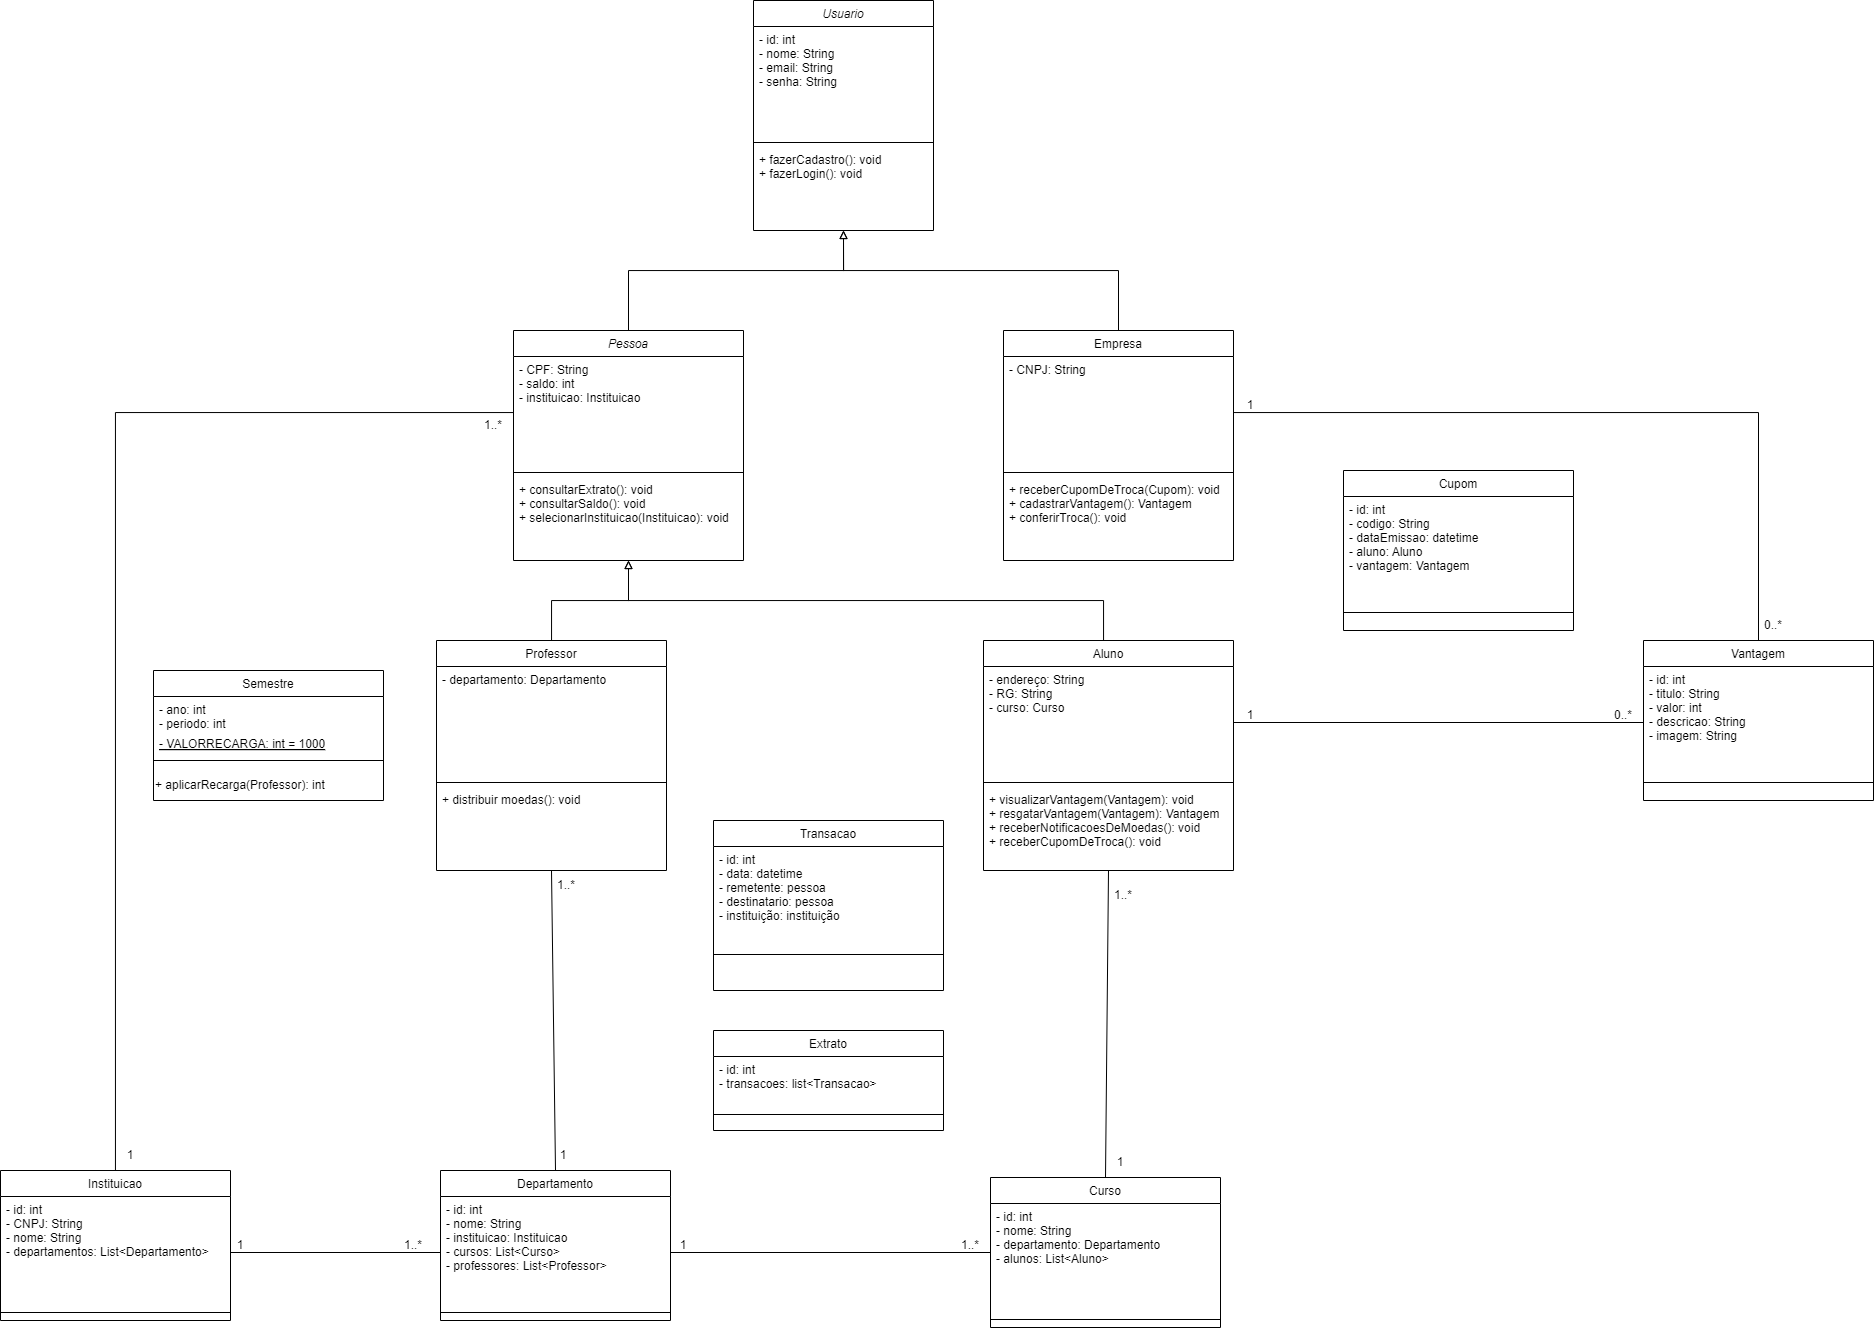 Usuario
- id: int
- nome: String
- email: String
- senha: String
+ fazerCadastro(): void
+ fazerLogin(): void
Pessoa
- CPF: String
- saldo: int
- instituicao: Instituicao
+ consultarExtrato(): void
+ consultarSaldo(): void
+ selecionarInstituicao(Instituicao): void
Empresa
- CNPJ: String
+ receberCupomDeTroca(Cupom): void
+ cadastrarVantagem(): Vantagem
+ conferirTroca(): void
1..*
1
Cupom
- id: int
- codigo: String
- dataEmissao: datetime
- aluno: Aluno
- vantagem: Vantagem
0..*
Semestre
- ano: int
- periodo: int
- VALORRECARGA: int = 1000
+ aplicarRecarga(Professor): int
Professor
- departamento: Departamento
+ distribuir moedas(): void
Aluno
- endereço: String
- RG: String
- curso: Curso
+ visualizarVantagem(Vantagem): void
+ resgatarVantagem(Vantagem): Vantagem
+ receberNotificacoesDeMoedas(): void
+ receberCupomDeTroca(): void
1
0..*
Vantagem
- id: int
- titulo: String
- valor: int
- descricao: String
- imagem: String
Transacao
- id: int
- data: datetime
- remetente: pessoa
- destinatario: pessoa
- instituição: instituição
1..*
1..*
Extrato
- id: int
- transacoes: list<Transacao>
1
1
1
Instituicao
- id: int
- CNPJ: String
- nome: String
- departamentos: List<Departamento>
1
1..*
Departamento
- id: int
- nome: String
- instituicao: Instituicao
- cursos: List<Curso>
- professores: List<Professor>
1
1..*
Curso
- id: int
- nome: String
- departamento: Departamento
- alunos: List<Aluno>